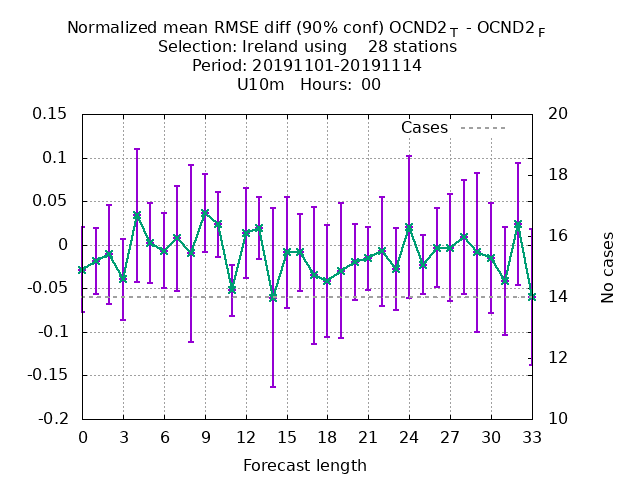 Normalized mean RMSE diff (90% conf) OCND2 T - OCND2 F
Selection: Ireland using 28 stations
Period: 20191101-20191114
U10m Hours: 00
Cases
0.15
0.1
0.05
0
-0.05
-0.1
-0.15
-0.2
20
18
16
14
12
10
No cases
0 3 6 9 12 15 18 21 24 27 30 33
Forecast length